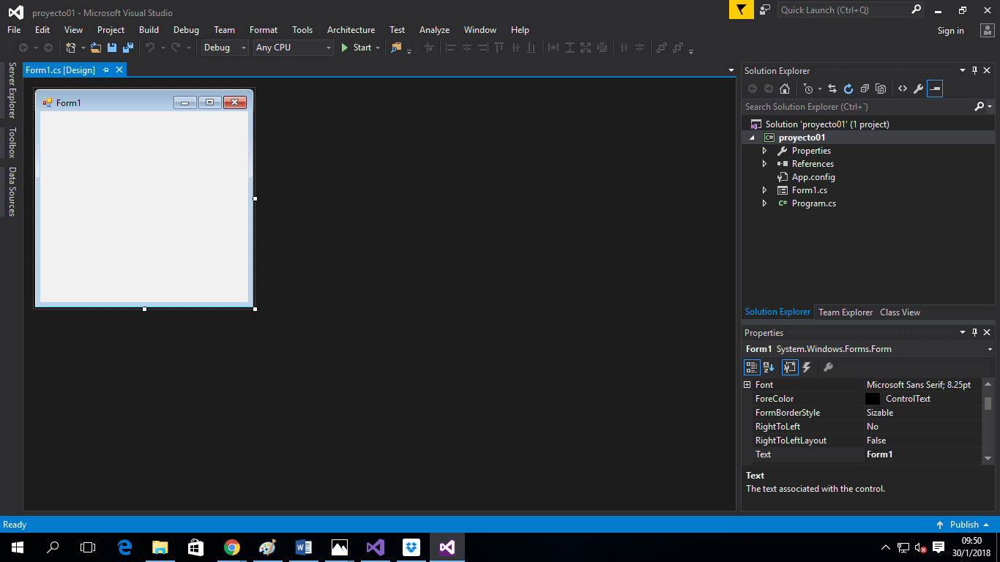 proyecto01 - Microsoft Visual Studio
Quick Launch (Ctrl+Q)
File Edit View Project Build Debug Team Format Tools Architecture Test Analyze Window Help
Sign in
Debug Any CPU Start
Server Explorer
Toolbox
Data Sources
Form1.cs [Design]
Form1
Solution Explorer
Search Solution Explorer (Ctrl+´)
Solution 'proyecto01' (1 project)
C# proyecto01
Properties
References
App.config
Form1.cs
C# Program.cs
Solution Explorer Team Explorer Class View
Properties
Form1 System.Windows.Forms.Form
Font Microsoft Sans Serif; 8.25pt
ForeColor ControlText
FormBorderStyle Sizable
RightToLeft No
RightToLeftLayout False
Text Form1
Text
The text associated with the control.
Ready
Publish
09:50
30/1/2018